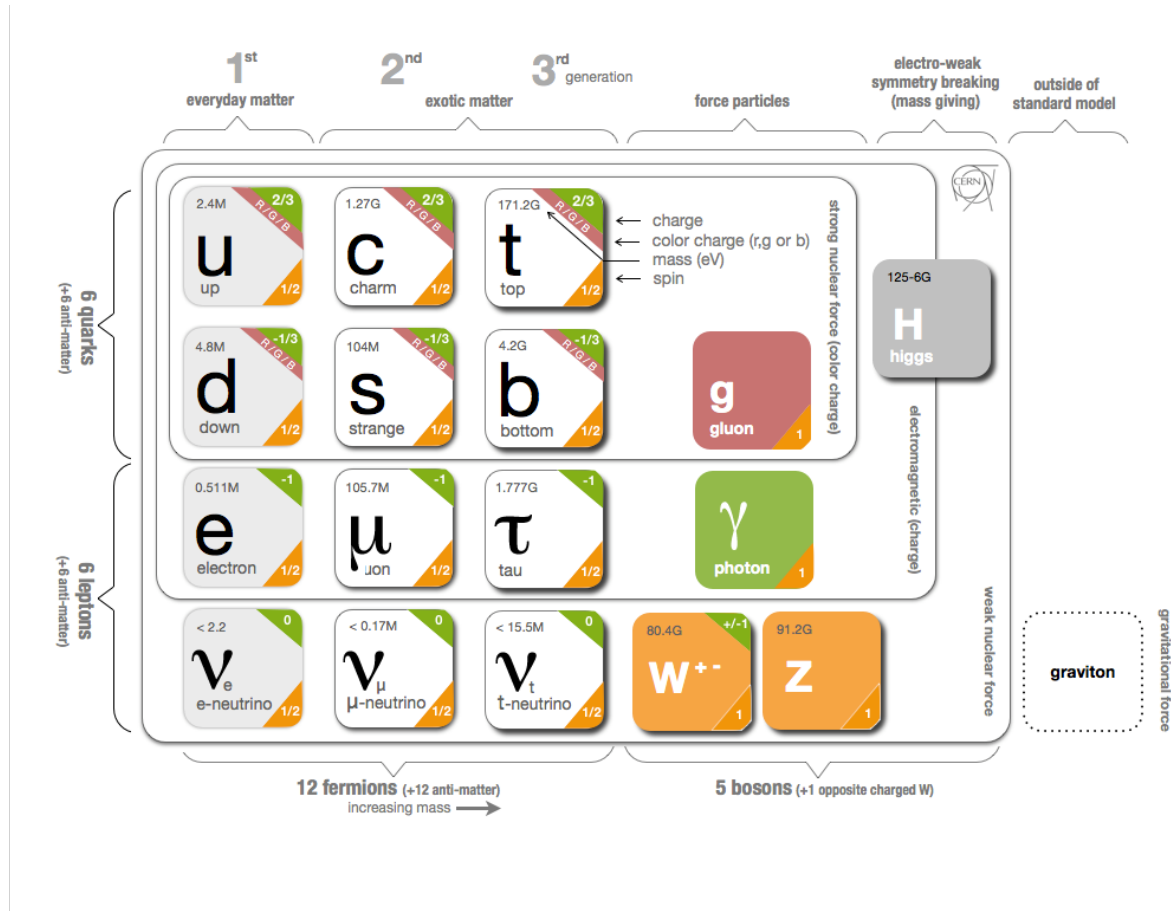 1st
2nd
3rd generation
everyday matter
exotic matter
force particles
electro-weak
symmetry breaking
(mass giving)
outside of
standard model
6 quarks
(+6 anti-matter)
6 leptons
(+6 anti-matter)
2.4M
2/3
R/G/B
u
up
1/2
1.27G
2/3
R/G/B
c
charm
1/2
171.2G
2/3
R/G/B
t
top
1/2
charge
color charge (r,g or b)
mass (eV)
spin
strong nuclear force (color charge)
CERN
125-6G
H
higgs
4.8M
-1/3
R/G/B
d
down
1/2
104M
-1/3
R/G/B
s
strange
1/2
4.2G
-1/3
R/G/B
b
bottom
1/2
g
gluon
1
electromagnetic (charge)
0.511M
-1
e
electron
1/2
105.7M
-1
μ
uon
1/2
1.777G
-1
τ
tau
1/2
γ
photon
1
weak nuclear force
< 2.2
0
νe
e-neutrino
1/2
< 0.17M
0
νμ
μ-neutrino
1/2
< 15.5M
0
νt
t-neutrino
1/2
80.4G
+/-1
W+-
1
91.2G
Z
1
graviton
gravitational force
12 fermions (+12 anti-matter)
increasing mass
5 bosons (+1 opposite charged W)